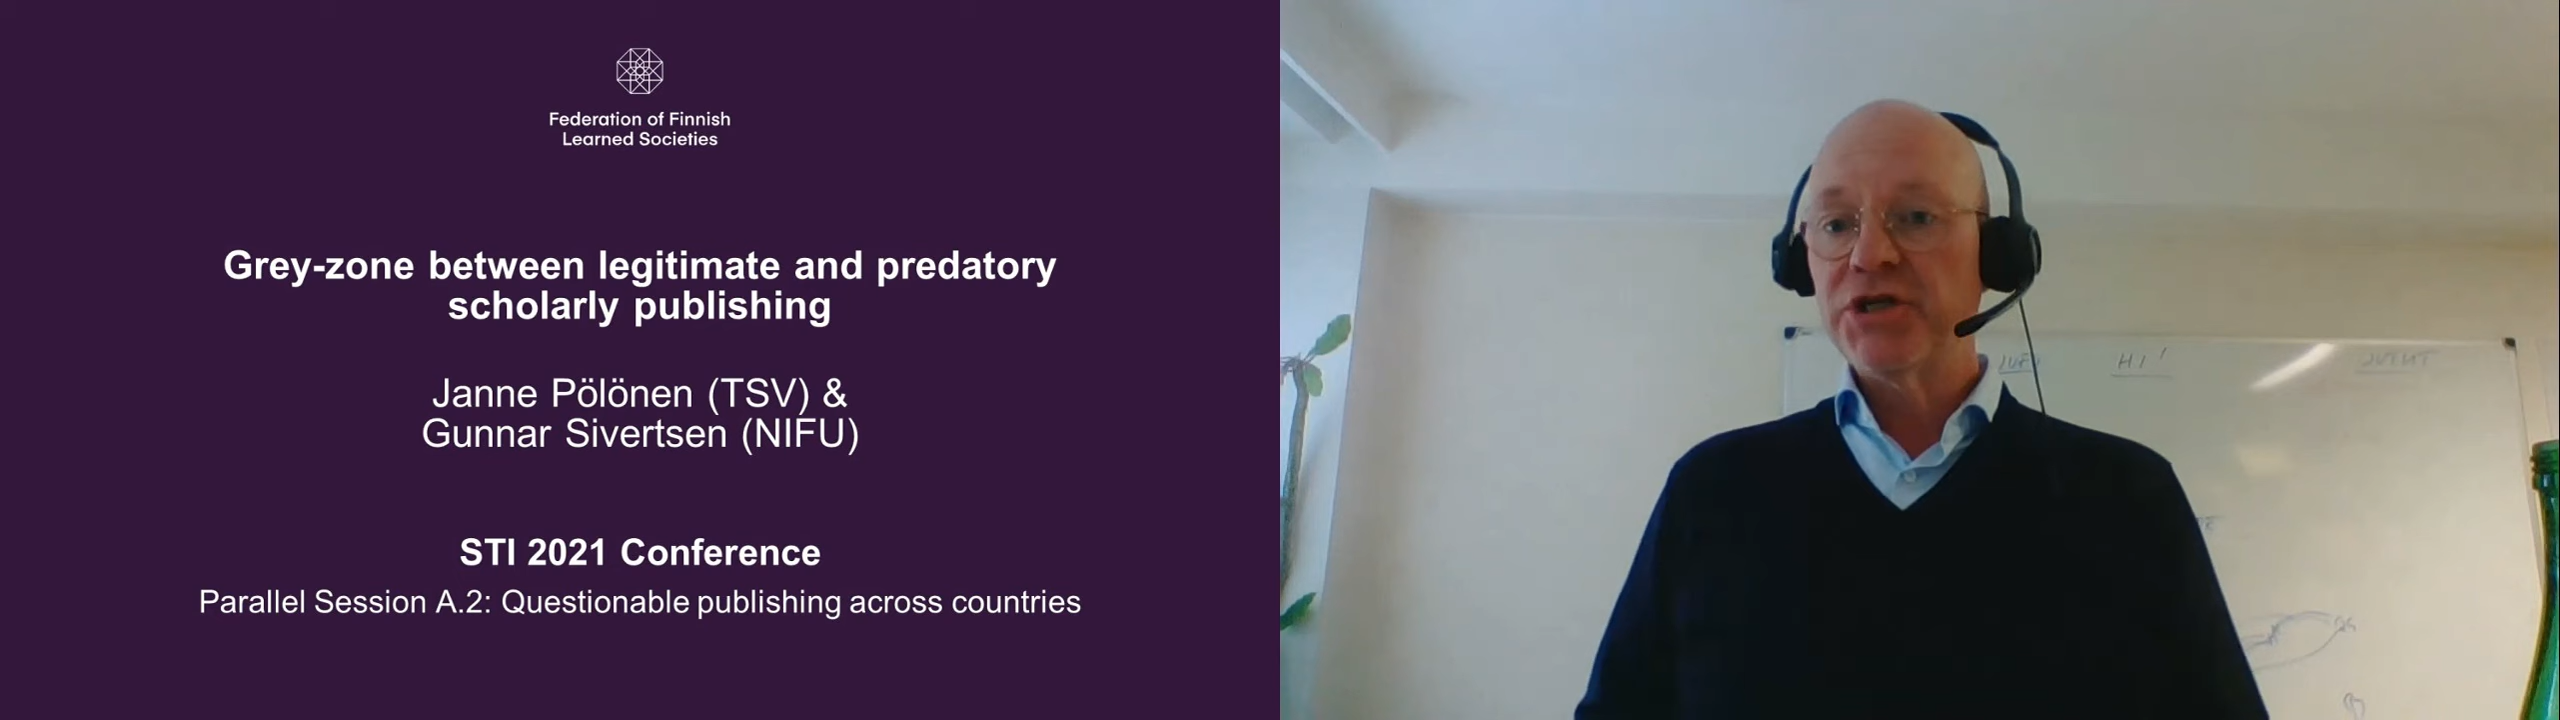 Federation of Finnish
Learned Societies
Grey-zone between legitimate and predatory
scholarly publishing
Janne Pölönen (TSV) &
Gunnar Sivertsen (NIFU)
STI 2021 Conference
Parallel Session A.2: Questionable publishing across countries
HI